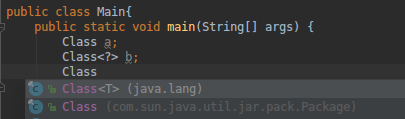 public class Main{
public static void main(String[] args) {
Class a;
Class<?> b;
Class
Class<T> (java.lang)
Class (com.sun.java.util.jar.pack.Package)